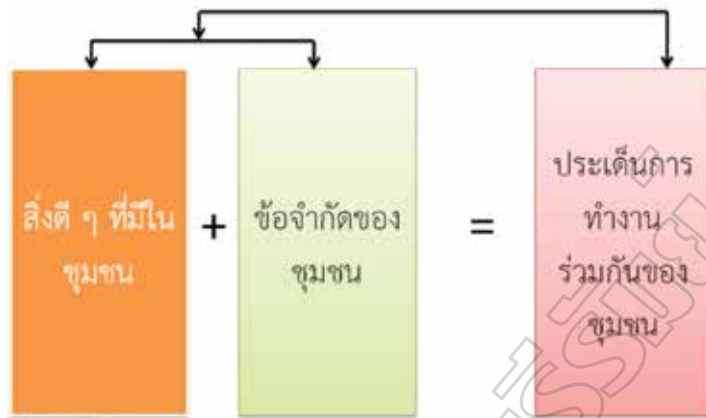 สิ่งดี ๆ ที่มีใน
ชุมชน
+
ข้อจำกัดของ
ชุมชน
=
ประเด็นการ
ทำงาน
ร่วมกันของ
ชุมชน